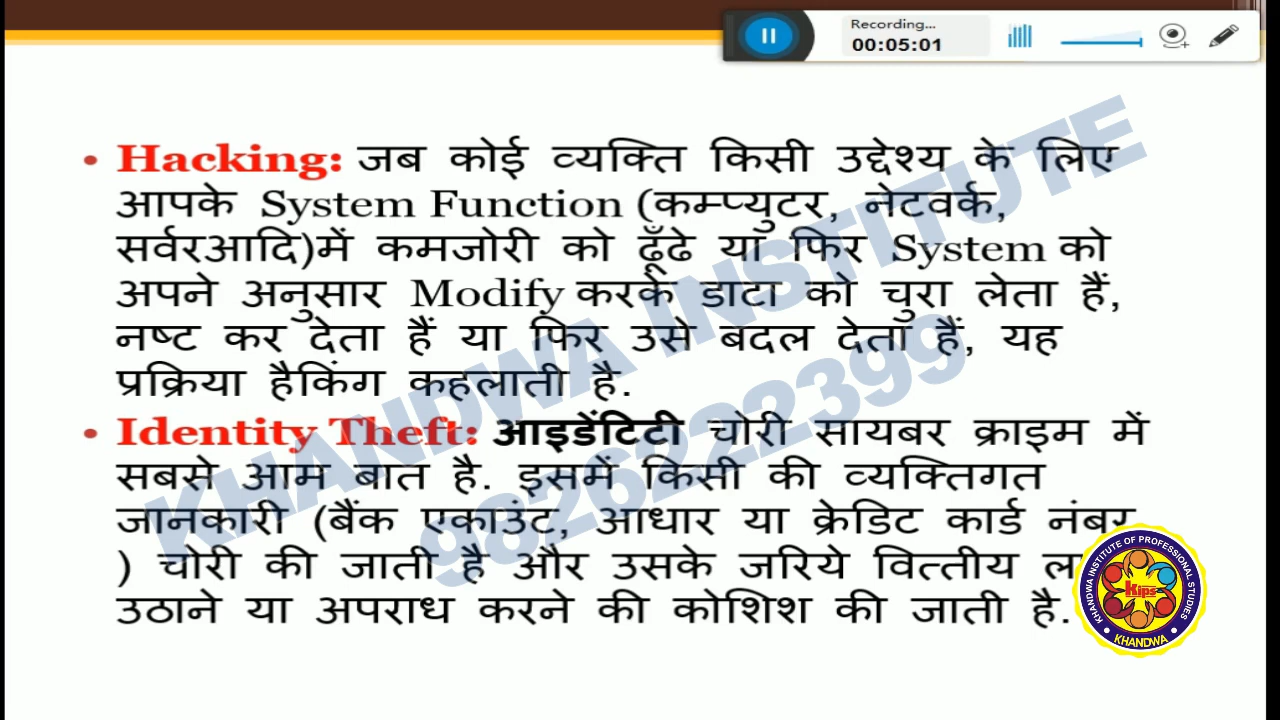 Recording...
00:05:01
• Hacking: जब कोई व्यक्ति किसी उद्देश्य के लिए
आपके System Function (कम्प्युटर, नेटवर्क,
सर्वरआदि)में कमजोरी को ढूँढे या फिर System को
अपने अनुसार Modify करके डाटा को चुरा लेता हैं,
नष्ट कर देता हैं या फिर उसे बदल देता हैं, यह
प्रक्रिया हैकिंग कहलाती है.
• Identity Theft: आइडेंटिटी चोरी सायबर क्राइम में
सबसे आम बात है. इसमें किसी की व्यक्तिगत
जानकारी (बैंक एकाउंट, आधार या क्रेडिट कार्ड नंबर
) चोरी की जाती है और उसके जरिये वित्तीय
उठाने या अपराध करने की कोशिश की जाती है.
KHANDWA INSTITUTE
9826222399
KHANDWA INSTITUTE OF PROFESSIONAL STUDIES
Kips
• KHANDWA •